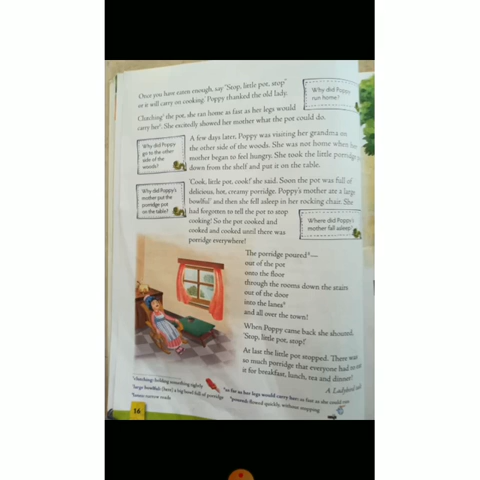 Once you have eaten enough, say "Stop, little pot, stop"
or it will carry on cooking.' Poppy thanked the old lady.
Why did Poppy
run home?
Clutching¹ the pot, she ran home as fast as her legs would
carry her². She excitedly showed her mother what the pot could do.
Why did Poppy
go to the other
side of the
woods?
A few days later, Poppy was visiting her grandma on
the other side of the woods. She was not home when her
mother began to feel hungry. She took the little porridge
down from the shelf and put it on the table.
Why did Poppy's
mother put the
porridge pot
on the table?
'Cook, little pot, cook!' she said. Soon the pot was full of
delicious, hot, creamy porridge. Poppy's mother ate a large
bowlful³ and then she fell asleep in her rocking chair. She
had forgotten to tell the pot to stop
cooking! So the pot cooked and
cooked and cooked until there was
porridge everywhere!
Where did Poppy's
mother fall asleep?
The porridge poured⁴—
out of the pot
onto the floor
through the rooms down the stairs
out of the door
into the lanes⁵
and all over the town!
When Poppy came back she shouted,
'Stop, little pot, stop!'
At last the little pot stopped. There was
so much porridge that everyone had to eat
it for breakfast, lunch, tea and dinner!
A Ladybird
¹clutching: holding something tightly
²as far as her legs would carry her: as fast as she could run
³large bowlful: (here) a big bowl full of porridge
⁴poured: flowed quickly, without stopping
⁵lanes: narrow roads
16